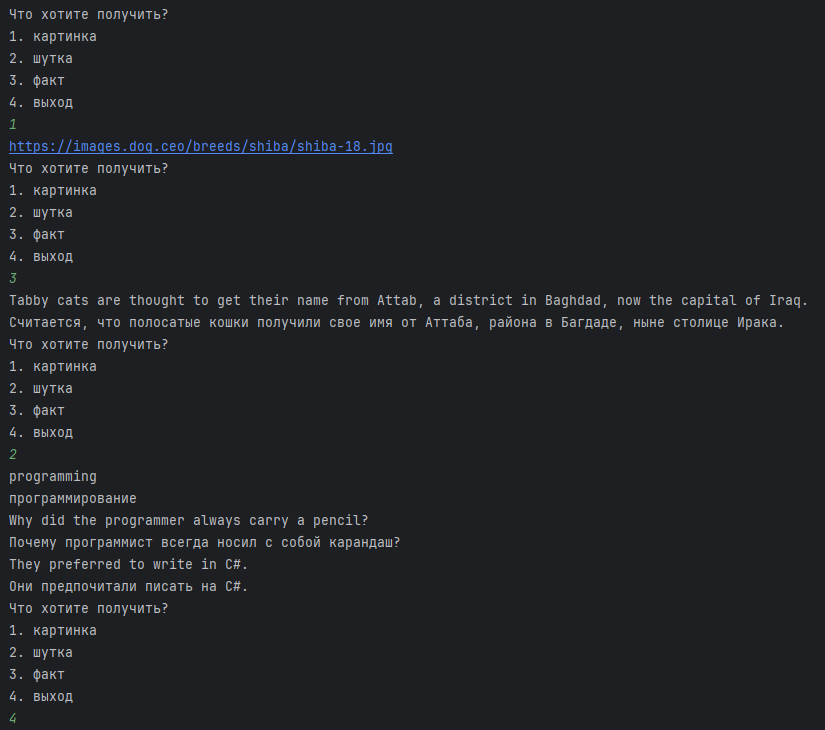 Что хотите получить?
1. картинка
2. шутка
3. факт
4. выход
1
https://images.dog.ceo/breeds/shiba/shiba-18.jpg
Что хотите получить?
1. картинка
2. шутка
3. факт
4. выход
3
Tabby cats are thought to get their name from Attab, a district in Baghdad, now the capital of Iraq.
Считается, что полосатые кошки получили свое имя от Аттаба, района в Багдаде, ныне столице Ирака.
Что хотите получить?
1. картинка
2. шутка
3. факт
4. выход
2
programming
программирование
Why did the programmer always carry a pencil?
Почему программист всегда носил с собой карандаш?
They preferred to write in C#.
Они предпочитали писать на C#.
Что хотите получить?
1. картинка
2. шутка
3. факт
4. выход
4